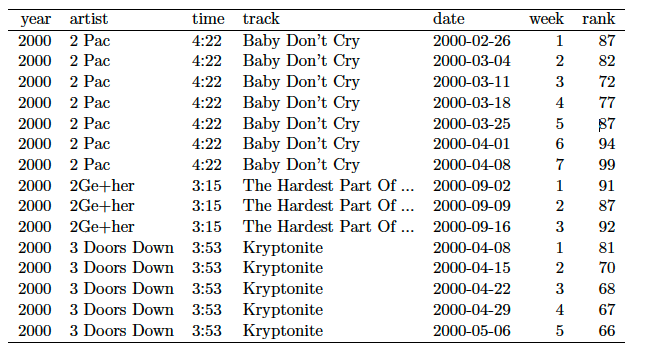 year artist time track date week rank
2000 2 Pac 4:22 Baby Don't Cry 2000-02-26 1 87
2000 2 Pac 4:22 Baby Don't Cry 2000-03-04 2 82
2000 2 Pac 4:22 Baby Don't Cry 2000-03-11 3 72
2000 2 Pac 4:22 Baby Don't Cry 2000-03-18 4 77
2000 2 Pac 4:22 Baby Don't Cry 2000-03-25 5 87
2000 2 Pac 4:22 Baby Don't Cry 2000-04-01 6 94
2000 2 Pac 4:22 Baby Don't Cry 2000-04-08 7 99
2000 2Ge+her 3:15 The Hardest Part Of ... 2000-09-02 1 91
2000 2Ge+her 3:15 The Hardest Part Of ... 2000-09-09 2 87
2000 2Ge+her 3:15 The Hardest Part Of ... 2000-09-16 3 92
2000 3 Doors Down 3:53 Kryptonite 2000-04-08 1 81
2000 3 Doors Down 3:53 Kryptonite 2000-04-15 2 70
2000 3 Doors Down 3:53 Kryptonite 2000-04-22 3 68
2000 3 Doors Down 3:53 Kryptonite 2000-04-29 4 67
2000 3 Doors Down 3:53 Kryptonite 2000-05-06 5 66